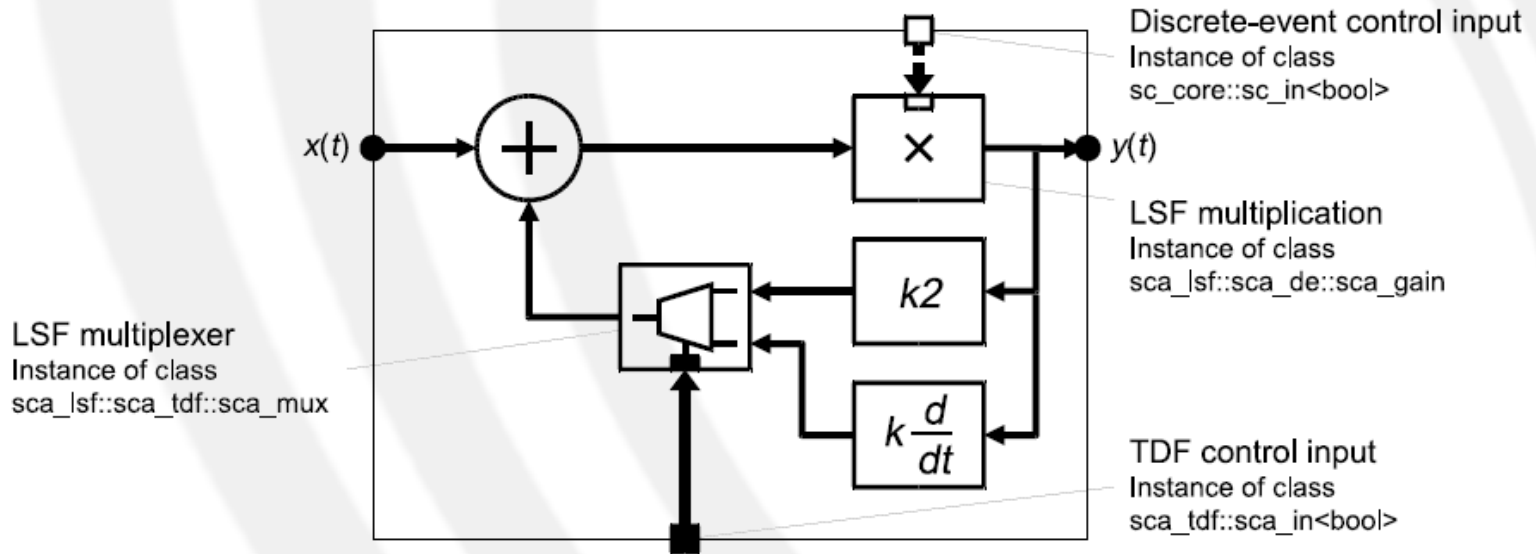 Discrete-event control input
Instance of class
sc_core::sc_in<bool>
x(t)
+
×
y(t)
LSF multiplication
Instance of class
sca_lsf::sca_de::sca_gain
k2
LSF multiplexer
Instance of class
sca_lsf::sca_tdf::sca_mux
k d/dt
TDF control input
Instance of class
sca_tdf::sca_in<bool>